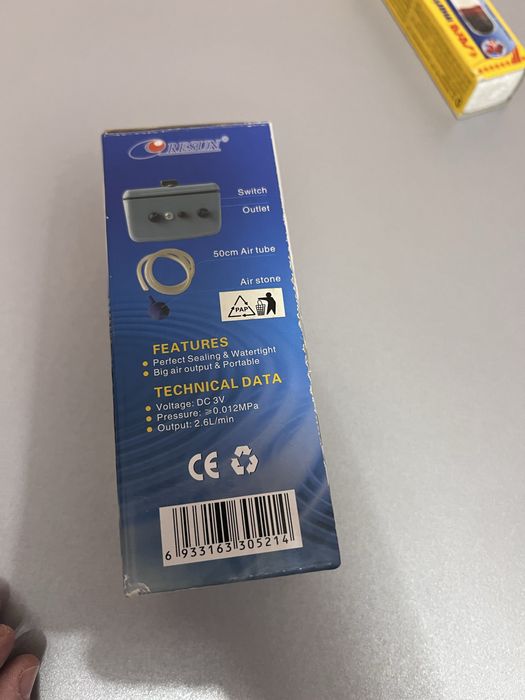 RESUN®
Switch
Outlet
50cm Air tube
Air stone
PAP
FEATURES
Perfect Sealing & Watertight
Big air output & Portable
TECHNICAL DATA
Voltage: DC 3V
Pressure: ≥0.012MPa
Output: 2.6L/min
CE
6 933163 305214